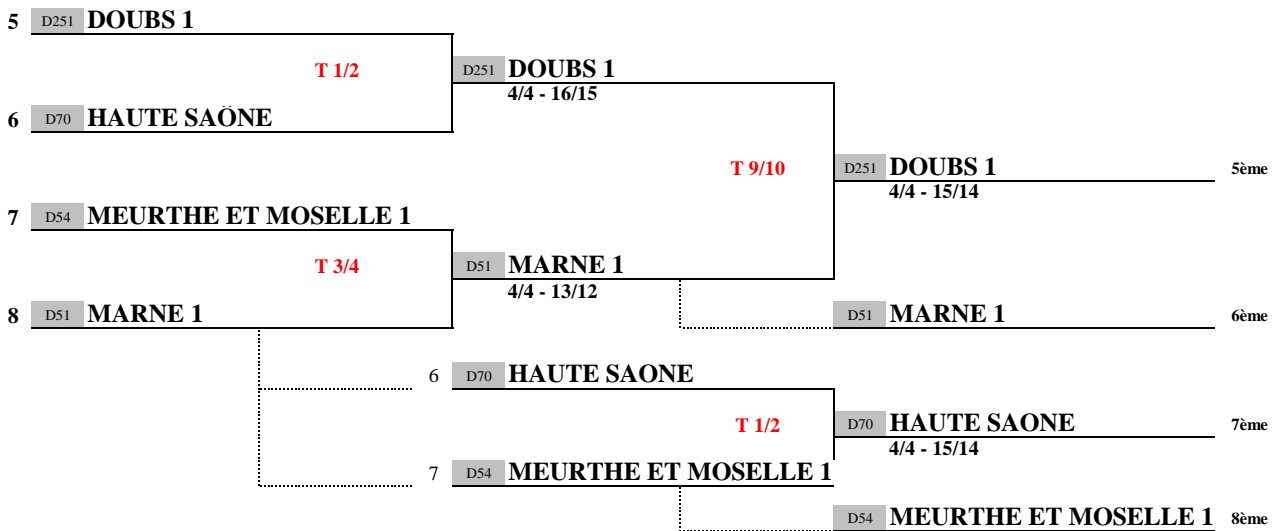 5 D251 DOUBS 1
T 1/2
D251 DOUBS 1
4/4 - 16/15
6 D70 HAUTE SAÔNE
T 9/10
D251 DOUBS 1 5ème
4/4 - 15/14
7 D54 MEURTHE ET MOSELLE 1
T 3/4
D51 MARNE 1
4/4 - 13/12
8 D51 MARNE 1
D51 MARNE 1 6ème
6 D70 HAUTE SAONE
T 1/2
D70 HAUTE SAONE 7ème
4/4 - 15/14
7 D54 MEURTHE ET MOSELLE 1
D54 MEURTHE ET MOSELLE 1 8ème